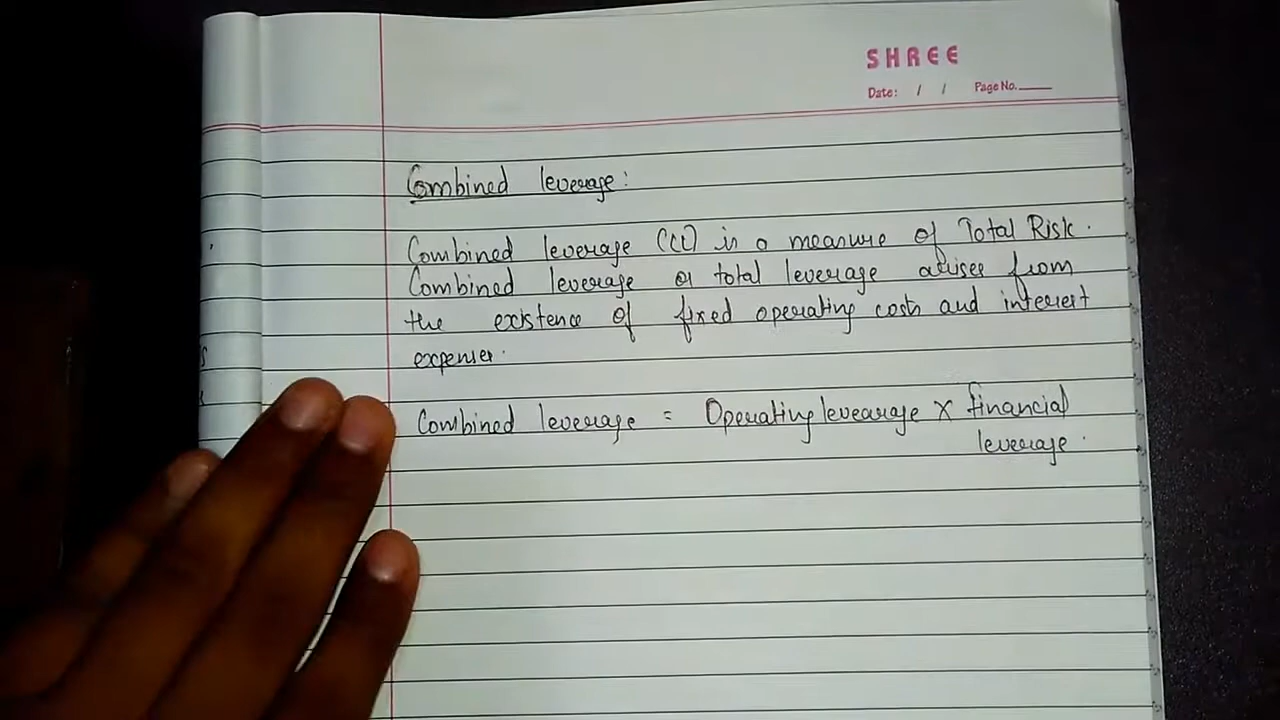 SHREE
Date: / / Page No.
Combined leverage:
Combined leverage (CL) is a measure of Total Risk.
Combined leverage or total leverage arises from
the existence of fixed operating costs and interest
expenses.
Combined leverage = Operating levearage X financial
leverage.